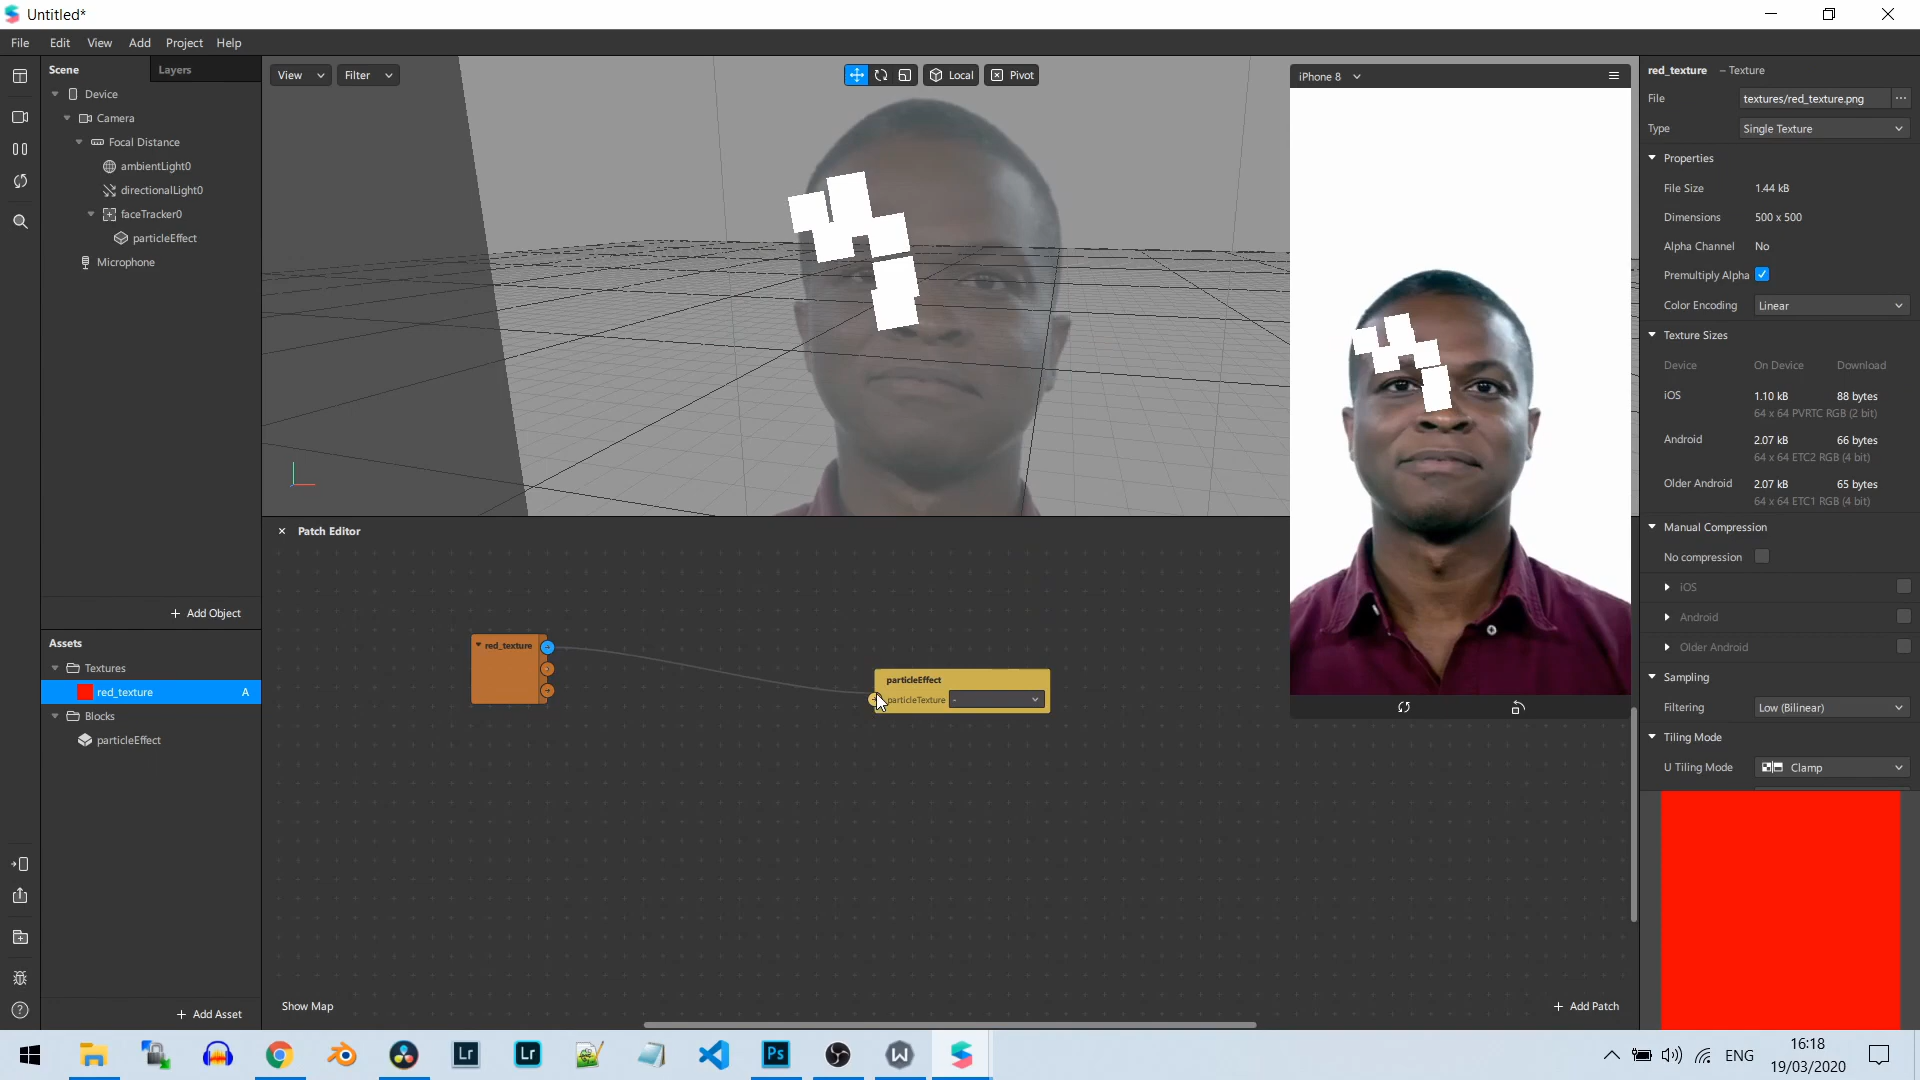 Untitled*
File Edit View Add Project Help
Scene Layers
Device
Camera
Focal Distance
ambientLight0
directionalLight0
faceTracker0
particleEffect
Microphone
+ Add Object
Assets
Textures
red_texture A
Blocks
particleEffect
+ Add Asset
View Filter
Local Pivot
iPhone 8
Patch Editor
red_texture
particleEffect
particleTexture -
Show Map
+ Add Patch
red_texture – Texture
File textures/red_texture.png ...
Type Single Texture
Properties
File Size 1.44 kB
Dimensions 500 x 500
Alpha Channel No
Premultiply Alpha
Color Encoding Linear
Texture Sizes
Device On Device Download
iOS 1.10 kB 88 bytes
64 x 64 PVRTC RGB (2 bit)
Android 2.07 kB 66 bytes
64 x 64 ETC2 RGB (4 bit)
Older Android 2.07 kB 65 bytes
64 x 64 ETC1 RGB (4 bit)
Manual Compression
No compression
iOS
Android
Older Android
Sampling
Filtering Low (Bilinear)
Tiling Mode
U Tiling Mode Clamp
Lr
Lr
Ps
ENG
16:18
19/03/2020